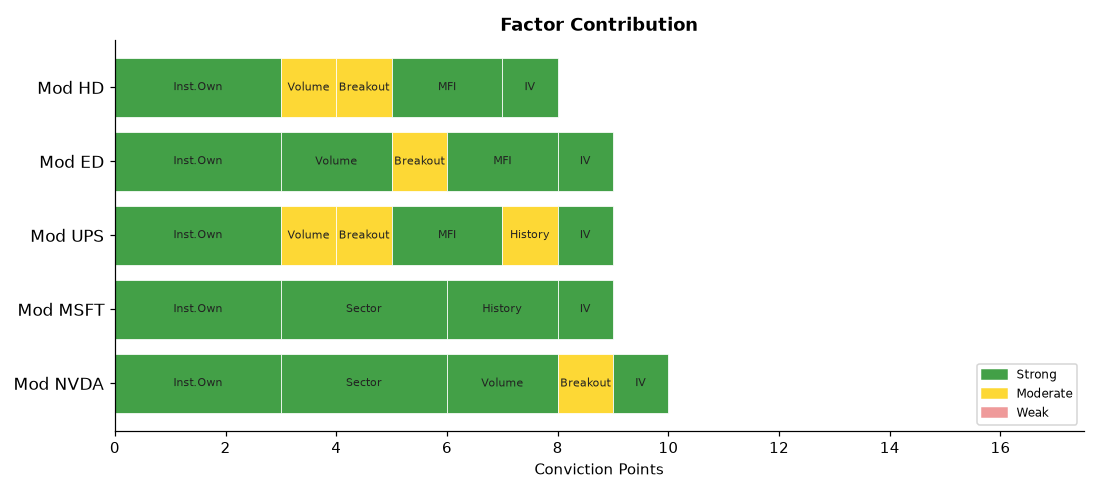 Factor Contribution
Mod HD Inst.Own Volume Breakout MFI IV
Mod ED Inst.Own Volume Breakout MFI IV
Mod UPS Inst.Own Volume Breakout MFI History IV
Mod MSFT Inst.Own Sector History IV
Mod NVDA Inst.Own Sector Volume Breakout IV
Strong
Moderate
Weak
0 2 4 6 8 10 12 14 16
Conviction Points